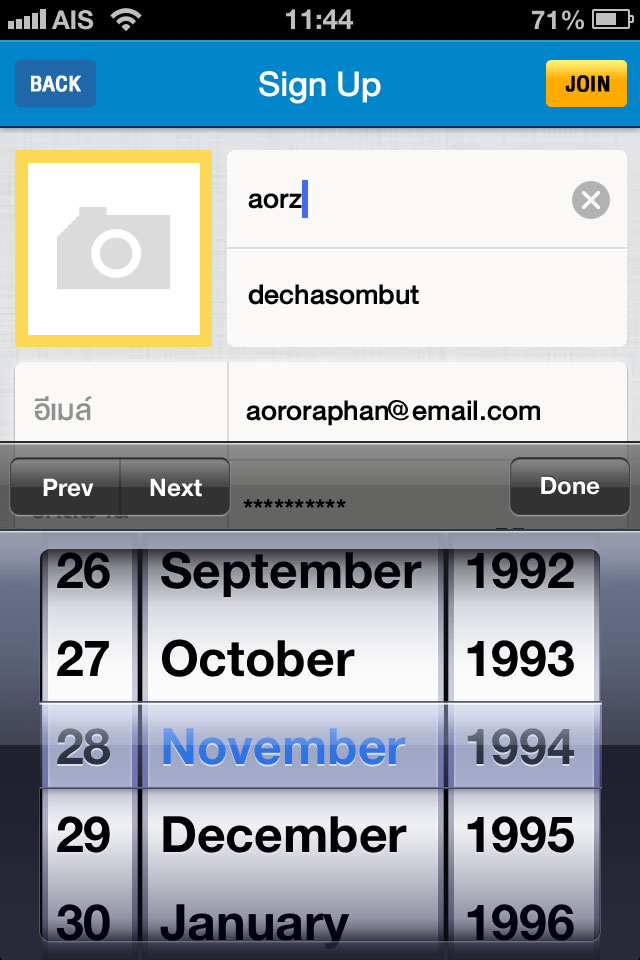 AIS 11:44 71%
BACK Sign Up JOIN
aorz
dechasombut
อีเมล์ aororaphan@email.com
Prev Next Done
**********
26 September 1992
27 October 1993
28 November 1994
29 December 1995
30 January 1996